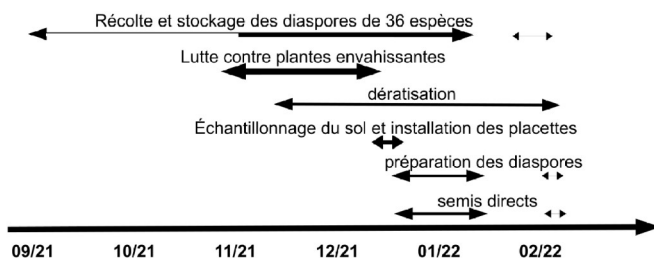 Récolte et stockage des diaspores de 36 espèces
Lutte contre plantes envahissantes
dératisation
Échantillonnage du sol et installation des placettes
préparation des diaspores
semis directs
09/21 10/21 11/21 12/21 01/22 02/22